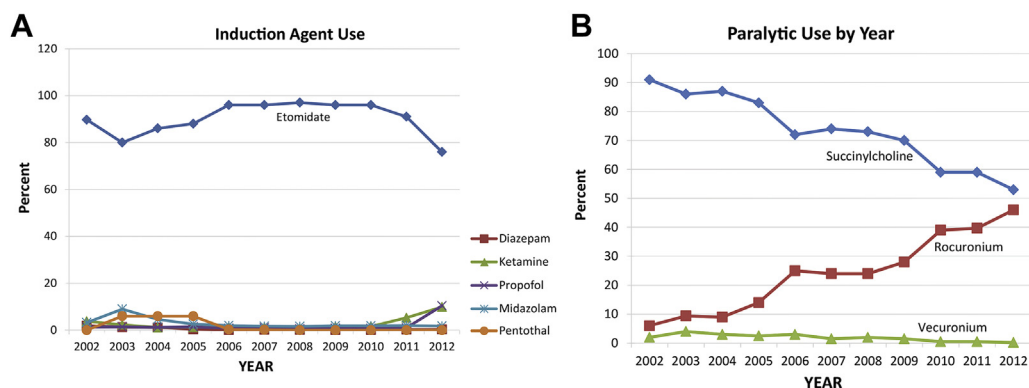 A
Induction Agent Use
120
100
80
60
40
20
0
Percent
Etomidate
2002 2003 2004 2005 2006 2007 2008 2009 2010 2011 2012
YEAR
Diazepam
Ketamine
Propofol
Midazolam
Pentothal
B
Paralytic Use by Year
100
90
80
70
60
50
40
30
20
10
0
Percent
Succinylcholine
Rocuronium
Vecuronium
2002 2003 2004 2005 2006 2007 2008 2009 2010 2011 2012
YEAR